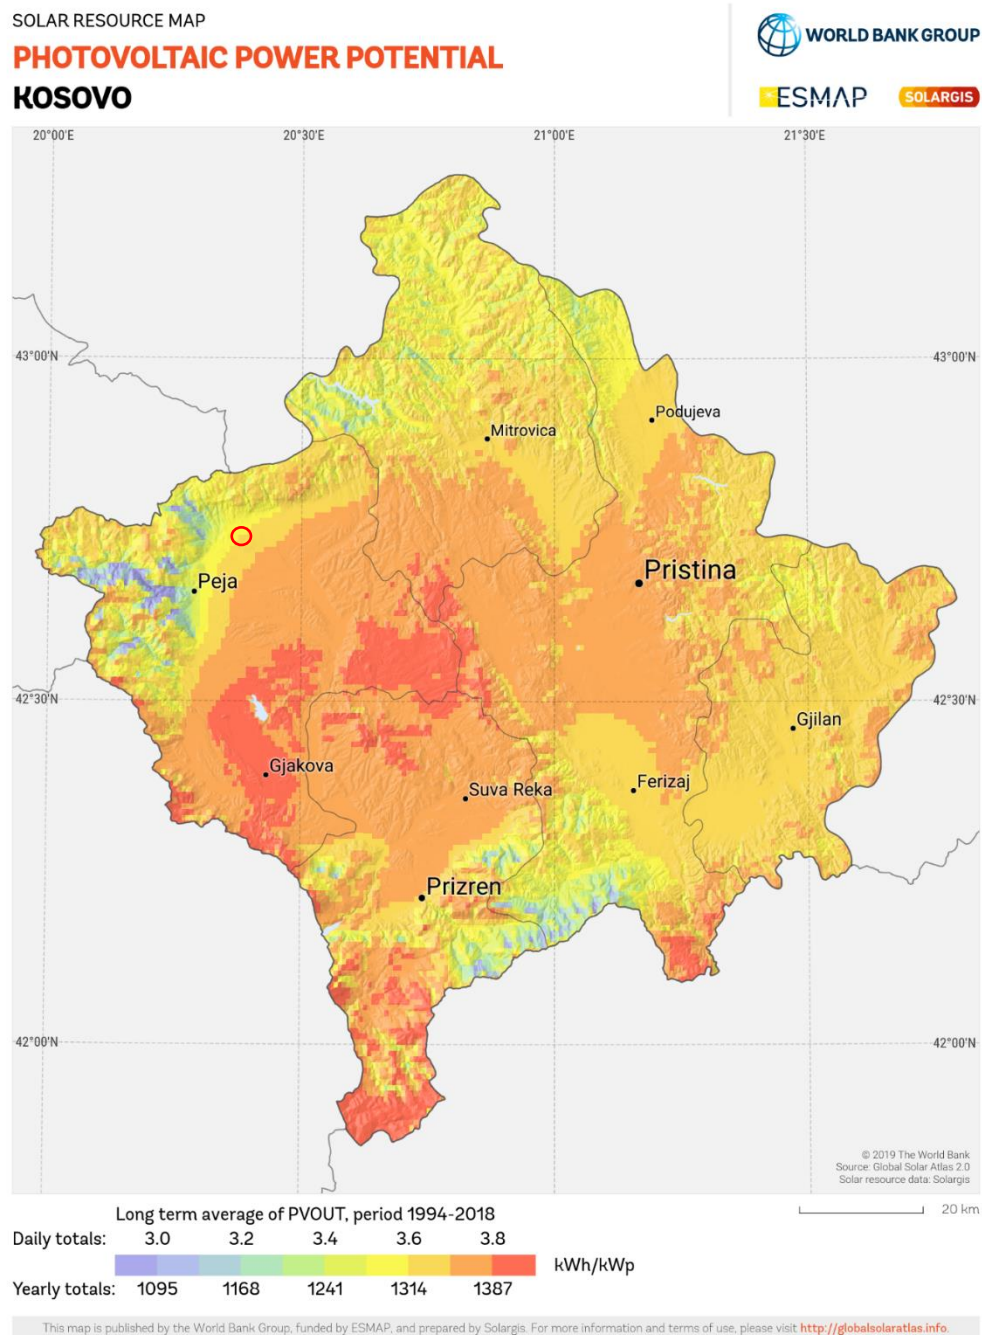 SOLAR RESOURCE MAP
PHOTOVOLTAIC POWER POTENTIAL
KOSOVO
WORLD BANK GROUP
ESMAP
SOLARGIS
20°00'E
20°30'E
21°00'E
21°30'E
43°00'N
43°00'N
Podujeva
Mitrovica
Pristina
Peja
42°30'N
42°30'N
Gjilan
Gjakova
Ferizaj
Suva Reka
Prizren
42°00'N
42°00'N
© 2019 The World Bank
Source: Global Solar Atlas 2.0
Solar resource data: Solargis
20 km
Long term average of PVOUT, period 1994-2018
Daily totals: 3.0 3.2 3.4 3.6 3.8
kWh/kWp
Yearly totals: 1095 1168 1241 1314 1387
This map is published by the World Bank Group, funded by ESMAP, and prepared by Solargis. For more information and terms of use, please visit http://globalsolaratlas.info.